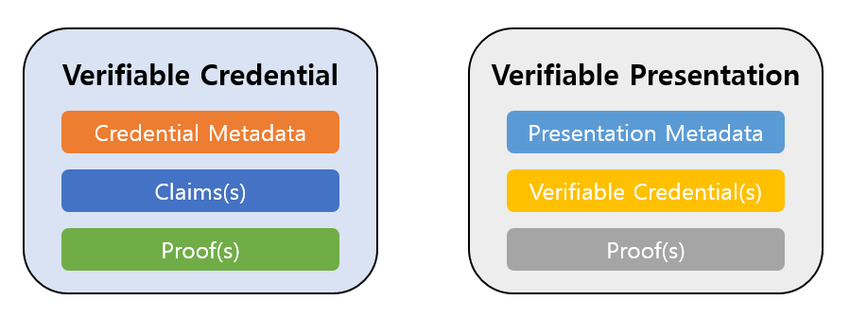 Verifiable Credential
Credential Metadata
Claims(s)
Proof(s)
Verifiable Presentation
Presentation Metadata
Verifiable Credential(s)
Proof(s)